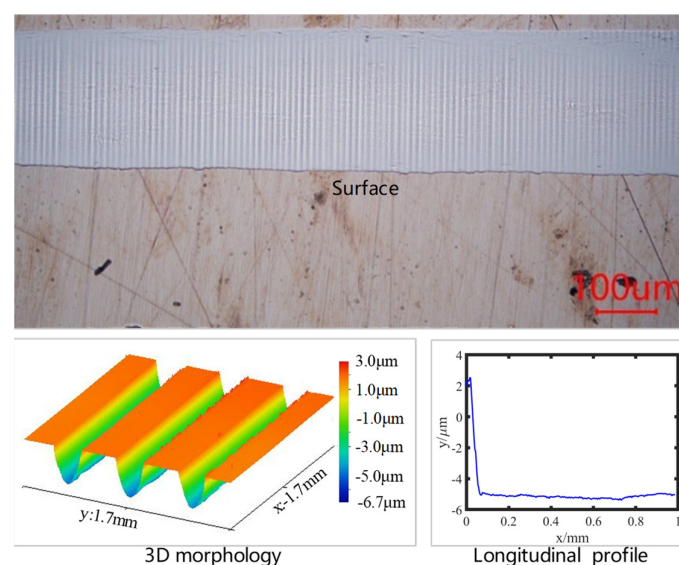 Surface
100um
3.0μm
1.0μm
-1.0μm
-3.0μm
-5.0μm
-6.7μm
y:1.7mm
x:-1.7mm
3D morphology
4
2
0
-2
-4
-6
y/μm
0
0.2
0.4
0.6
0.8
1
x/mm
Longitudinal profile